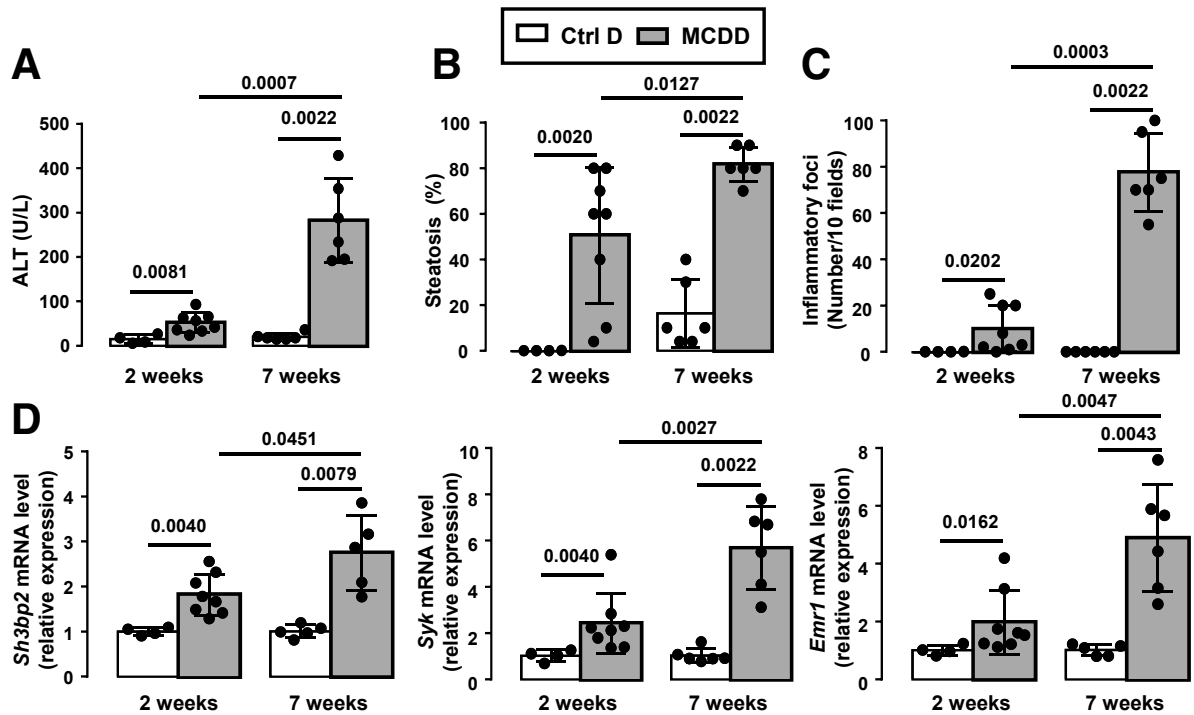 Ctrl D MCDD
A
0.0007
0.0022
0.0081
ALT (U/L)
500
400
300
200
100
0
2 weeks 7 weeks
B
0.0127
0.0020 0.0022
Steatosis (%)
100
80
60
40
20
0
2 weeks 7 weeks
C
0.0003
0.0022
0.0202
Inflammatory foci
(Number/10 fields)
100
80
60
40
20
0
2 weeks 7 weeks
D
0.0451
0.0079
0.0040
Sh3bp2 mRNA level
(relative expression)
5
4
3
2
1
0
2 weeks 7 weeks
0.0027
0.0022
0.0040
Syk mRNA level
(relative expression)
10
8
6
4
2
0
2 weeks 7 weeks
0.0047
0.0043
0.0162
Emr1 mRNA level
(relative expression)
8
6
4
2
0
2 weeks 7 weeks